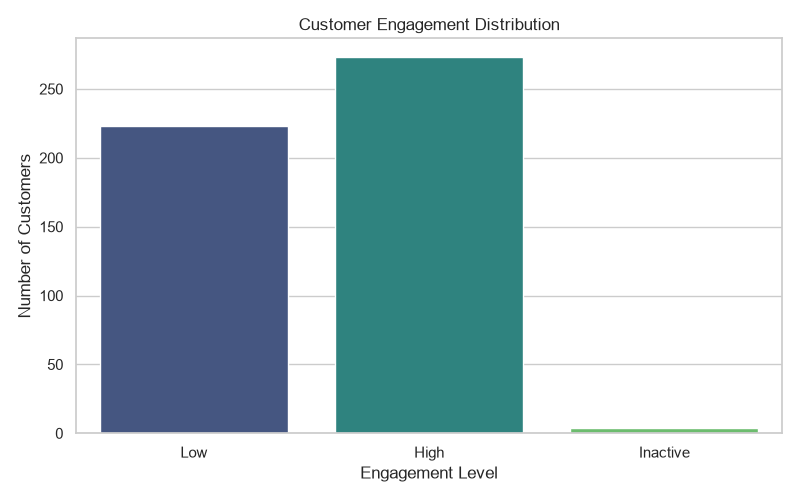 Customer Engagement Distribution
Number of Customers
250
200
150
100
50
0
Low
High
Inactive
Engagement Level